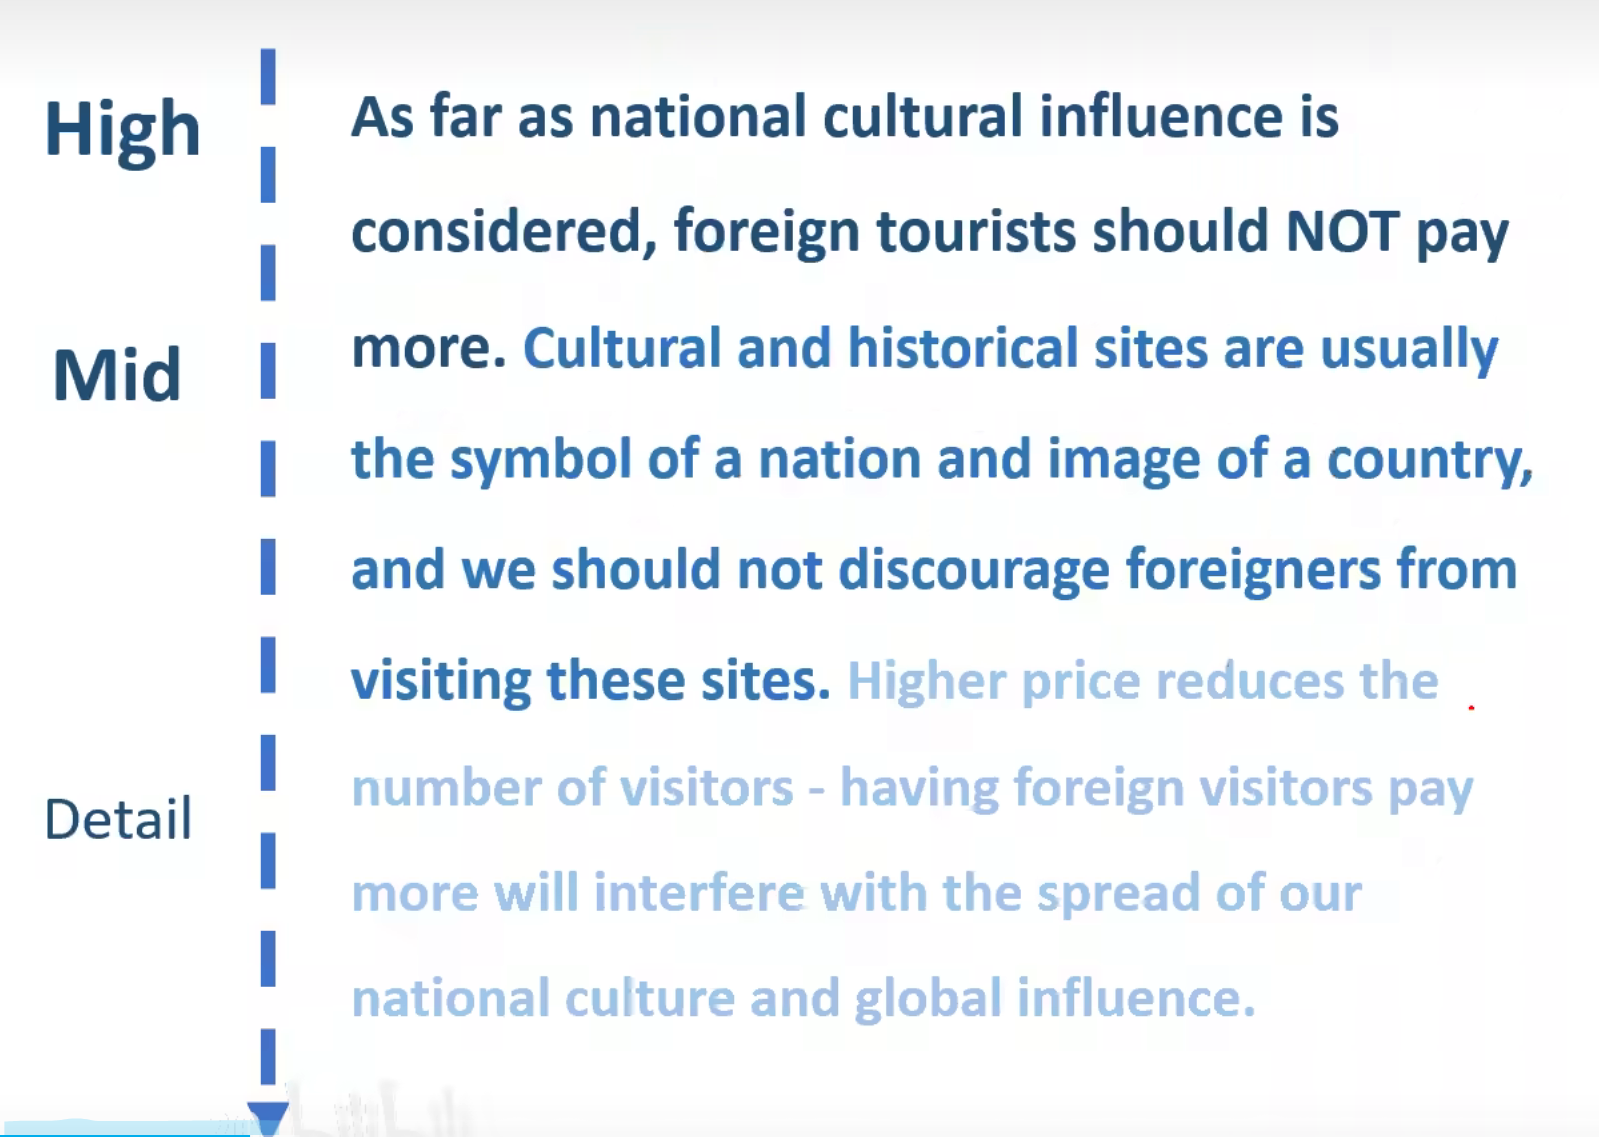 High
As far as national cultural influence is
considered, foreign tourists should NOT pay
Mid
more. Cultural and historical sites are usually
the symbol of a nation and image of a country,
and we should not discourage foreigners from
visiting these sites. Higher price reduces the
Detail
number of visitors - having foreign visitors pay
more will interfere with the spread of our
national culture and global influence.